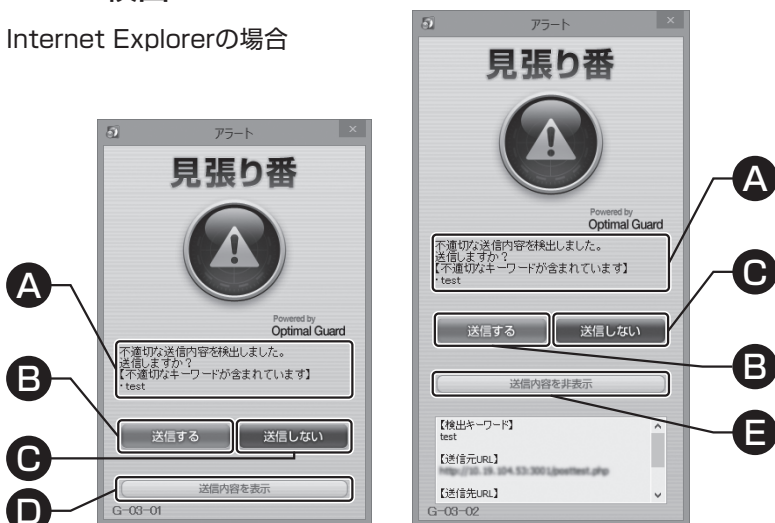 Internet Explorerの場合
アラート
見張り番
Powered by
Optimal Guard
不適切な送信内容を検出しました。
送信しますか？
【不適切なキーワードが含まれています】
・test
送信する
送信しない
送信内容を表示
G-03-01
A
B
C
D
アラート
見張り番
Powered by
Optimal Guard
不適切な送信内容を検出しました。
送信しますか？
【不適切なキーワードが含まれています】
・test
送信する
送信しない
送信内容を非表示
【検出キーワード】
test
【送信元URL】
【送信先URL】
G-03-02
A
C
B
E